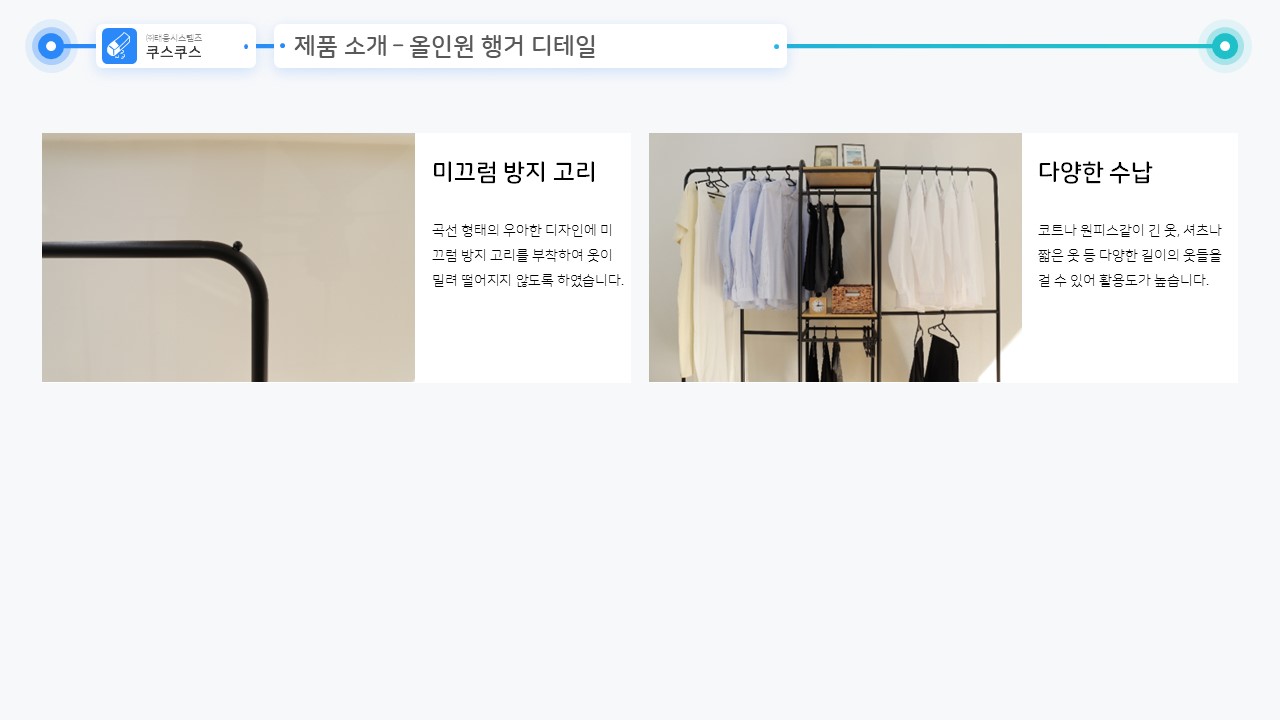 ㈜태웅시스템즈
쿠스쿠스
제품 소개 – 올인원 행거 디테일
미끄럼 방지 고리
곡선 형태의 우아한 디자인에 미
끄럼 방지 고리를 부착하여 옷이
밀려 떨어지지 않도록 하였습니다.
다양한 수납
코트나 원피스같이 긴 옷, 셔츠나
짧은 옷 등 다양한 길이의 옷들을
걸 수 있어 활용도가 높습니다.